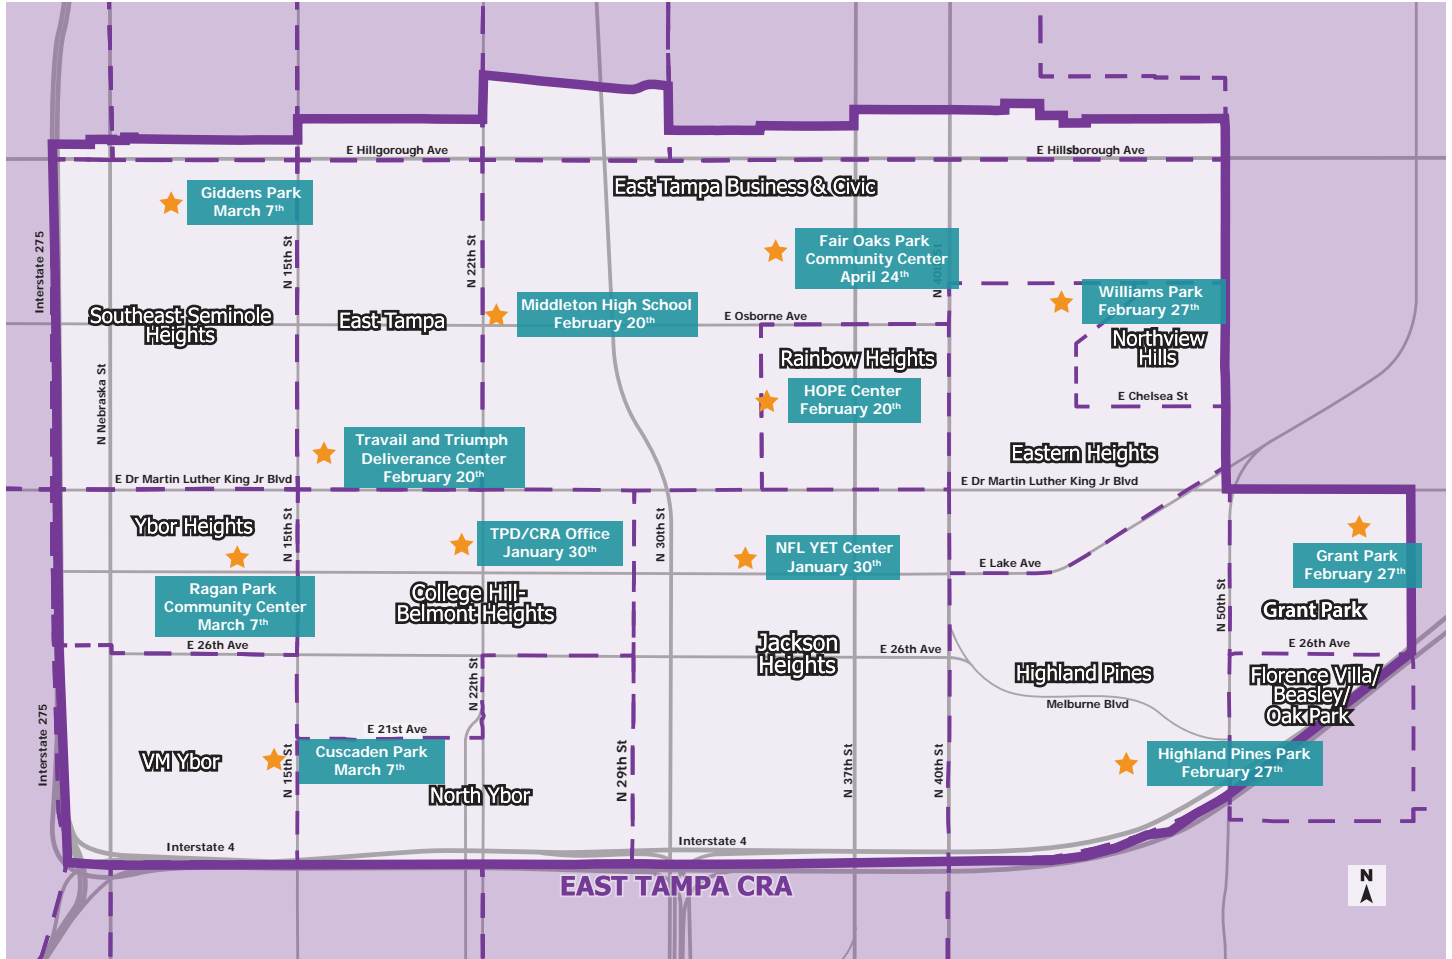 E Hillgorough Ave
E Hillsborough Ave
East Tampa Business & Civic
Giddens Park
March 7th
Fair Oaks Park
Community Center
April 24th
Interstate 275
N 15th St
N 22th St
N 40th St
Williams Park
February 27th
Middleton High School
February 20th
Southeast Seminole
Heights
East Tampa
E Osborne Ave
Northview
Hills
Rainbow Heights
HOPE Center
February 20th
E Chelsea St
N Nebraska St
Travail and Triumph
Deliverance Center
February 20th
Eastern Heights
E Dr Martin Luther King Jr Blvd
E Dr Martin Luther King Jr Blvd
Ybor Heights
N 15th St
TPD/CRA Office
January 30th
N 30th St
NFL YET Center
January 30th
E Lake Ave
Grant Park
February 27th
Ragan Park
Community Center
March 7th
College Hill-
Belmont Heights
N 50th St
Grant Park
E 26th Ave
Jackson
Heights
E 26th Ave
E 26th Ave
Highland Pines
Melburne Blvd
Florence Villa/
Beasley/
Oak Park
N 22th St
E 21st Ave
Interstate 275
VM Ybor
N 15th St
Cuscaden Park
March 7th
North Ybor
N 29th St
N 37th St
N 40th St
Highland Pines Park
February 27th
Interstate 4
Interstate 4
EAST TAMPA CRA
N